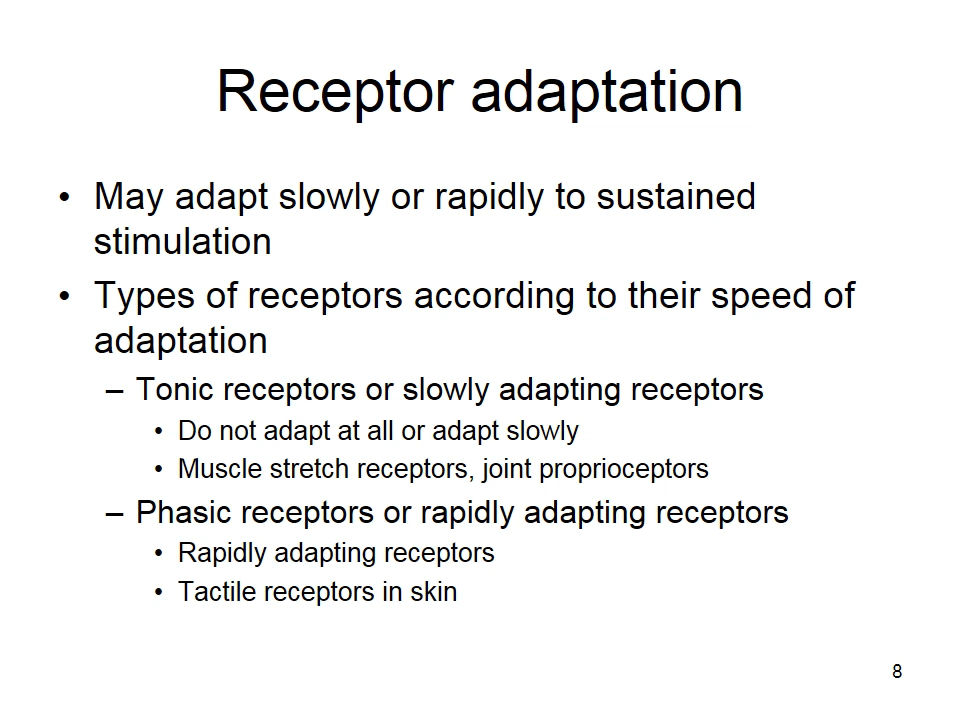 Receptor adaptation
• May adapt slowly or rapidly to sustained
stimulation
• Types of receptors according to their speed of
adaptation
– Tonic receptors or slowly adapting receptors
• Do not adapt at all or adapt slowly
• Muscle stretch receptors, joint proprioceptors
– Phasic receptors or rapidly adapting receptors
• Rapidly adapting receptors
• Tactile receptors in skin
8